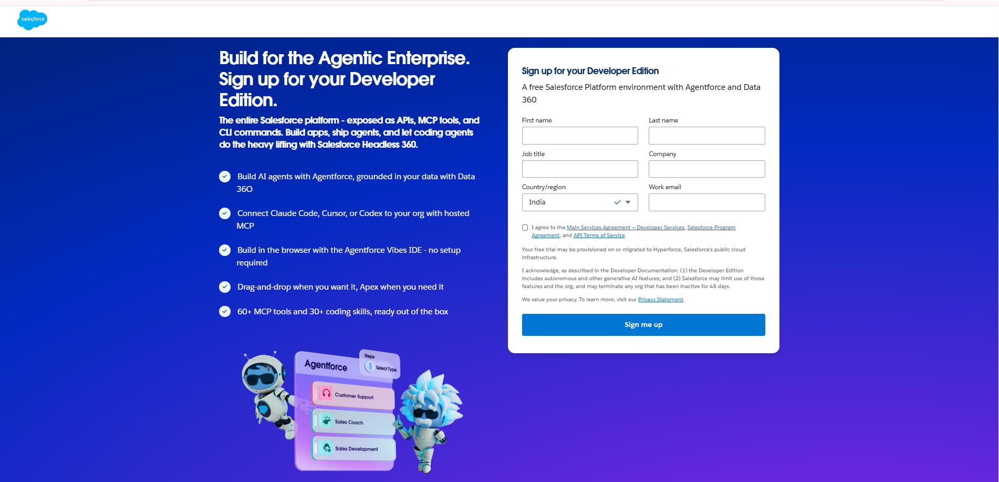 salesforce
Build for the Agentic Enterprise.
Sign up for your Developer
Edition.
The entire Salesforce platform - exposed as APIs, MCP tools, and
CLI commands. Build apps, ship agents, and let coding agents
do the heavy lifting with Salesforce Headless 360.
Build AI agents with Agentforce, grounded in your data with Data
36O
Connect Claude Code, Cursor, or Codex to your org with hosted
MCP
Build in the browser with the Agentforce Vibes IDE - no setup
required
Drag-and-drop when you want it, Apex when you need it
60+ MCP tools and 30+ coding skills, ready out of the box
Agentforce
Steps
1 Select Type
Customer Support
Sales Coach
Sales Development
Sign up for your Developer Edition
A free Salesforce Platform environment with Agentforce and Data
360
First name
Last name
Job title
Company
Country/region
Work email
India
I agree to the Main Services Agreement – Developer Services, Salesforce Program
Agreement, and API Terms of Service
Your free trial may be provisioned on or migrated to Hyperforce, Salesforce's public cloud
infrastructure.
I acknowledge, as described in the Developer Documentation: (1) the Developer Edition
includes autonomous and other generative AI features; and (2) Salesforce may limit use of those
features and the org, and may terminate any org that has been inactive for 45 days.
We value your privacy. To learn more, visit our Privacy Statement.
Sign me up